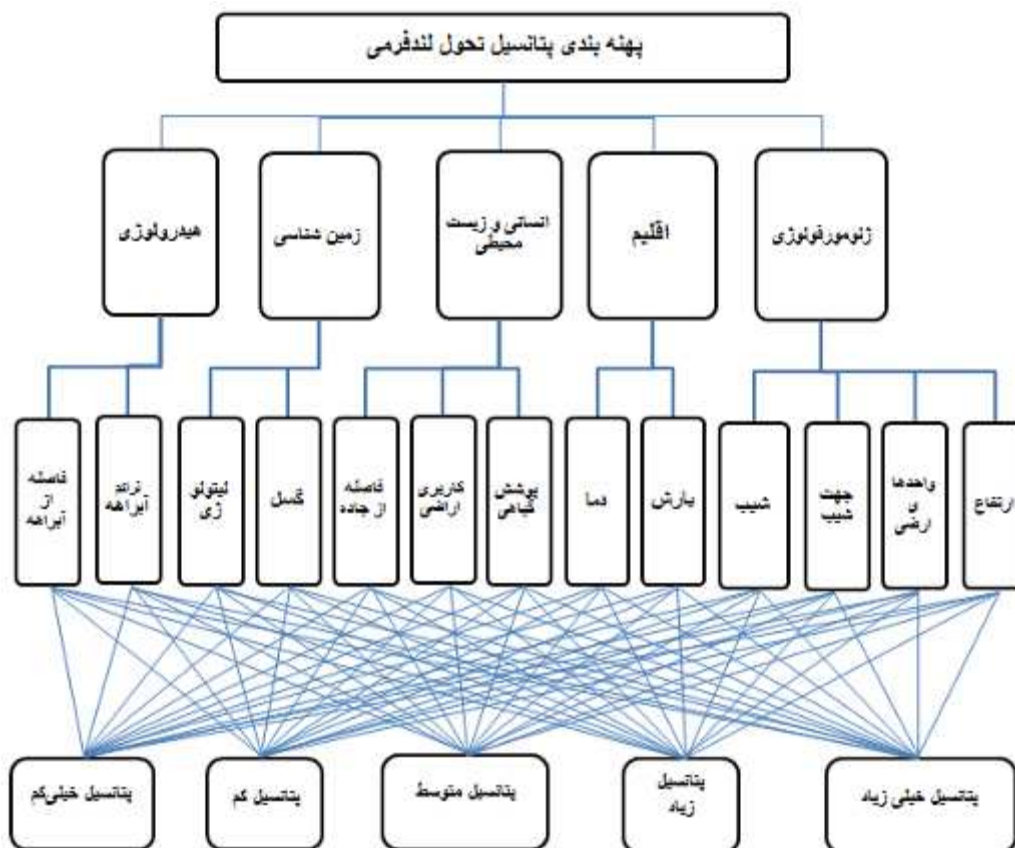 پهنه بندی پتانسیل تحول لندفرمی
ژئومورفولوژی
اقلیم
انسانی و زیست
محیطی
زمین شناسی
هیدرولوژی
ارتفاع
واحدها
ی
ارضی
جهت
شیب
شیب
بارش
دما
پوشش
گیاهی
کاربری
اراضی
فاصله
از جاده
گسل
لیتولو
ژی
تراکم
آبراهه
فاصله
از
آبراهه
پتانسیل خیلی زیاد
پتانسیل
زیاد
پتانسیل متوسط
پتانسیل کم
پتانسیل خیلی‌کم